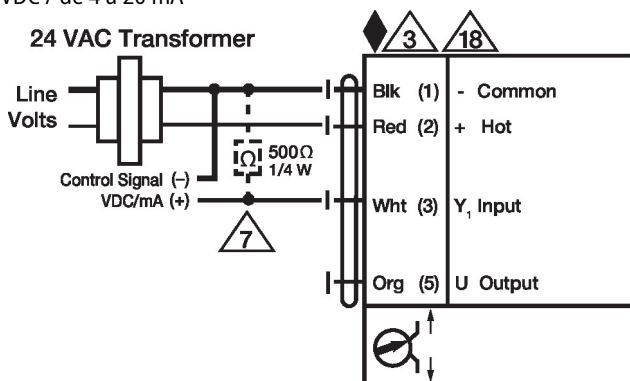 VDC / de 4 à 20 mA
24 VAC Transformer
3
18
Line
Volts
Blk (1) - Common
Red (2) + Hot
Ω
500Ω
1/4 W
Control Signal (–)
VDC/mA (+)
Wht (3) Y1 Input
7
Org (5) U Output